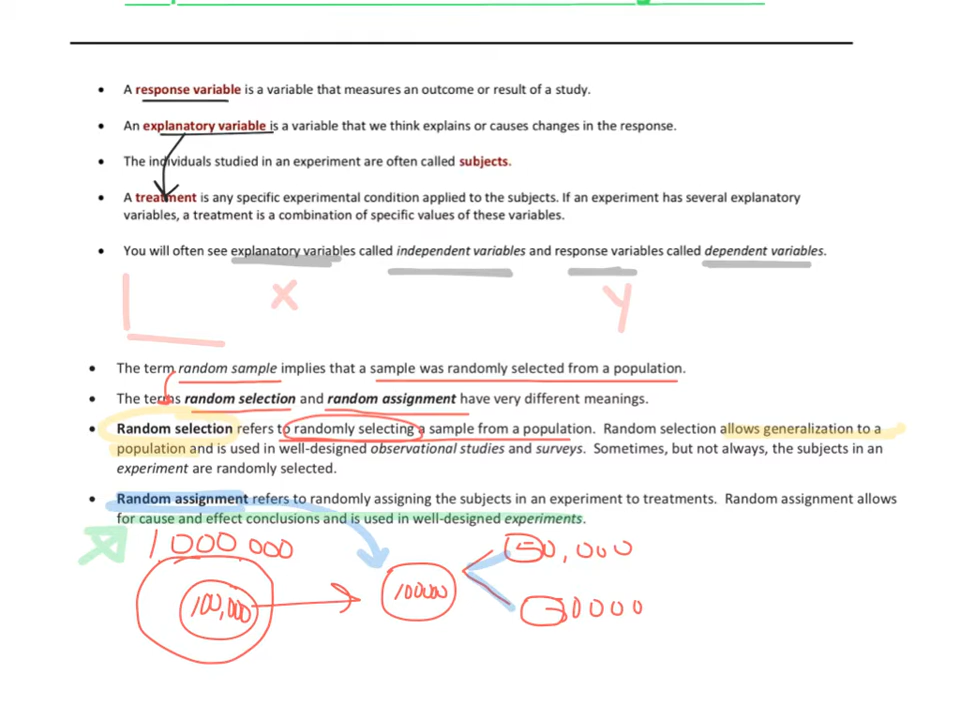 • A response variable is a variable that measures an outcome or result of a study.
• An explanatory variable is a variable that we think explains or causes changes in the response.
• The individuals studied in an experiment are often called subjects.
• A treatment is any specific experimental condition applied to the subjects. If an experiment has several explanatory
variables, a treatment is a combination of specific values of these variables.
• You will often see explanatory variables called independent variables and response variables called dependent variables.
X Y
• The term random sample implies that a sample was randomly selected from a population.
• The terms random selection and random assignment have very different meanings.
• Random selection refers to randomly selecting a sample from a population. Random selection allows generalization to a
population and is used in well-designed observational studies and surveys. Sometimes, but not always, the subjects in an
experiment are randomly selected.
• Random assignment refers to randomly assigning the subjects in an experiment to treatments. Random assignment allows
for cause and effect conclusions and is used in well-designed experiments.
1000 000 50,000
100,000 100000
50000